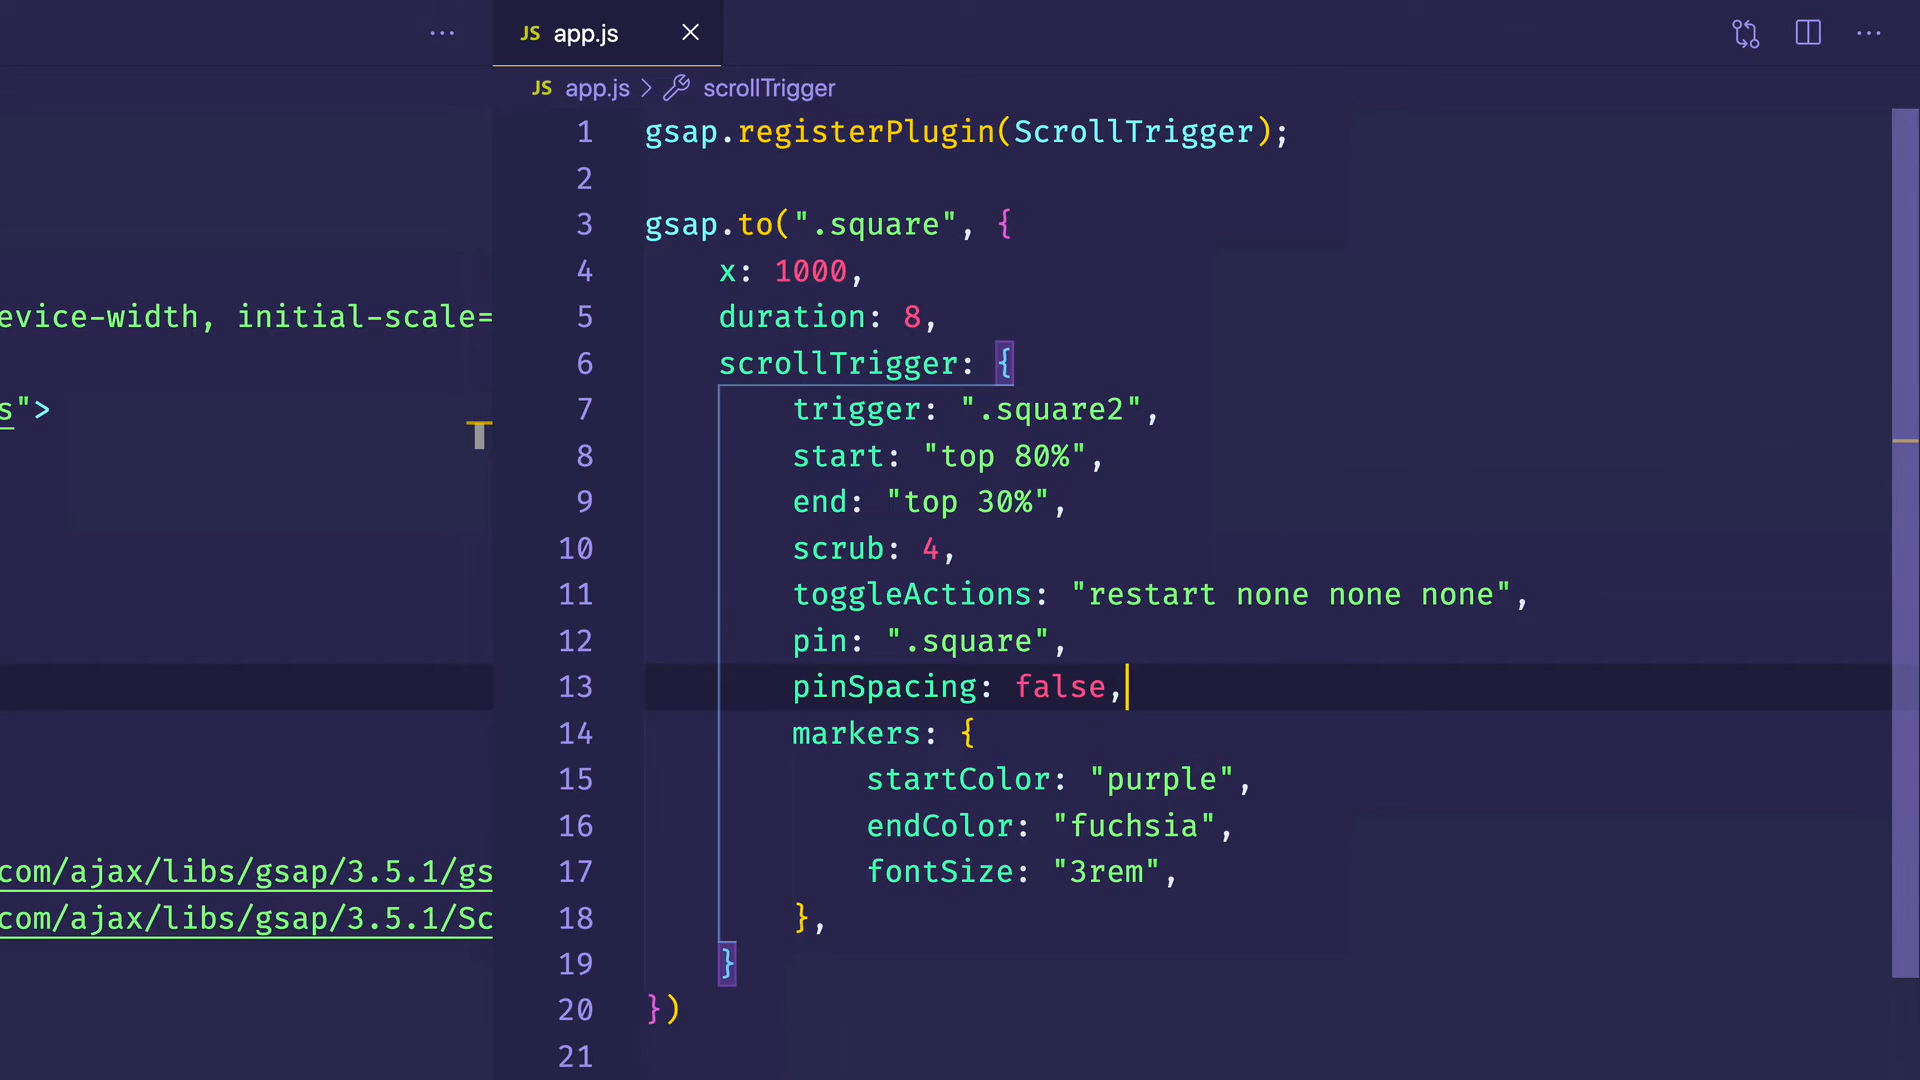 JS app.js
JS app.js > scrollTrigger
1 gsap.registerPlugin(ScrollTrigger);
2
3 gsap.to(".square", {
4 x: 1000,
evice-width, initial-scale=
5 duration: 8,
6 scrollTrigger: {
s">
7 trigger: ".square2",
8 start: "top 80%",
9 end: "top 30%",
10 scrub: 4,
11 toggleActions: "restart none none none",
12 pin: ".square",
13 pinSpacing: false,
14 markers: {
15 startColor: "purple",
16 endColor: "fuchsia",
com/ajax/libs/gsap/3.5.1/gs
17 fontSize: "3rem",
com/ajax/libs/gsap/3.5.1/Sc
18 },
19 }
20 })
21